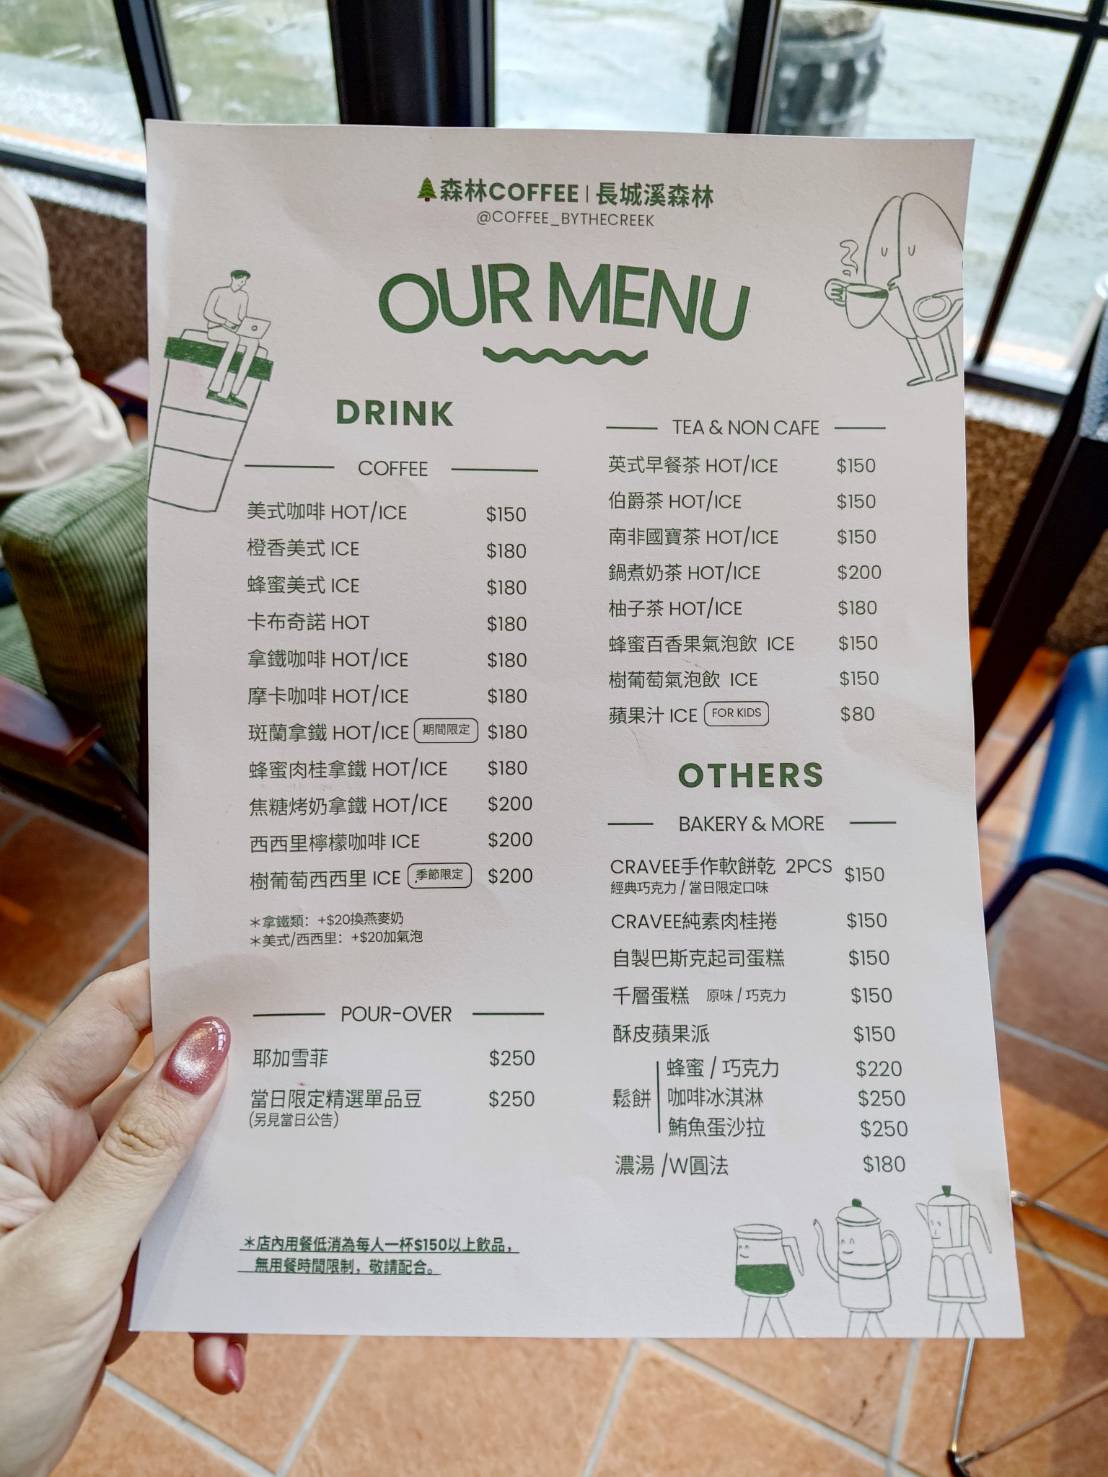 🌲森林COFFEE | 長城溪森林
@COFFEE_BYTHECREEK
OUR MENU
DRINK
COFFEE
美式咖啡 HOT/ICE $150
橙香美式 ICE $180
蜂蜜美式 ICE $180
卡布奇諾 HOT $180
拿鐵咖啡 HOT/ICE $180
摩卡咖啡 HOT/ICE $180
斑蘭拿鐵 HOT/ICE 期間限定 $180
蜂蜜肉桂拿鐵 HOT/ICE $180
焦糖烤奶拿鐵 HOT/ICE $200
西西里檸檬咖啡 ICE $200
樹葡萄西西里 ICE 季節限定 $200
＊拿鐵類：+$20換燕麥奶
＊美式/西西里：+$20加氣泡
POUR-OVER
耶加雪菲 $250
當日限定精選單品豆 $250
(另見當日公告)
＊店內用餐低消為每人一杯$150以上飲品，
無用餐時間限制，敬請配合。
TEA & NON CAFE
英式早餐茶 HOT/ICE $150
伯爵茶 HOT/ICE $150
南非國寶茶 HOT/ICE $150
鍋煮奶茶 HOT/ICE $200
柚子茶 HOT/ICE $180
蜂蜜百香果氣泡飲 ICE $150
樹葡萄氣泡飲 ICE $150
蘋果汁 ICE FOR KIDS $80
OTHERS
BAKERY & MORE
CRAVEE手作軟餅乾 2PCS $150
經典巧克力 / 當日限定口味
CRAVEE純素肉桂捲 $150
自製巴斯克起司蛋糕 $150
千層蛋糕 原味 / 巧克力 $150
酥皮蘋果派 $150
蜂蜜 / 巧克力 $220
鬆餅 咖啡冰淇淋 $250
鮪魚蛋沙拉 $250
濃湯 /W圓法 $180